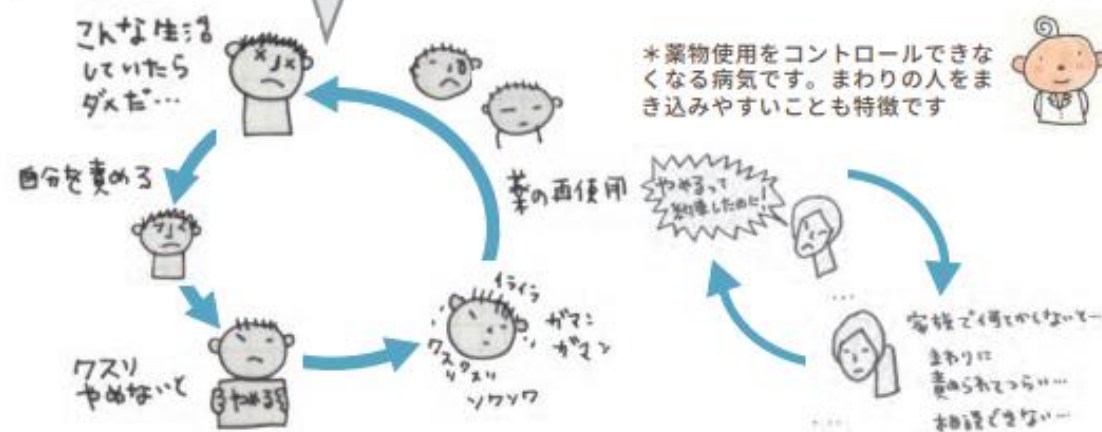 こんな生活
していたら
ダメだ…
*薬物使用をコントロールできな
くなる病気です。まわりの人をま
き込みやすいことも特徴です
自分を責める
薬の再使用
やめるって
約束したのに!
イライラ
ガマン
ガマン
クスリ
クスリ
ソワソワ
クスリ
やめないと
やめる
…
家族で何とかしないと…
まわりに
責められてつらい…
相談できない…
……